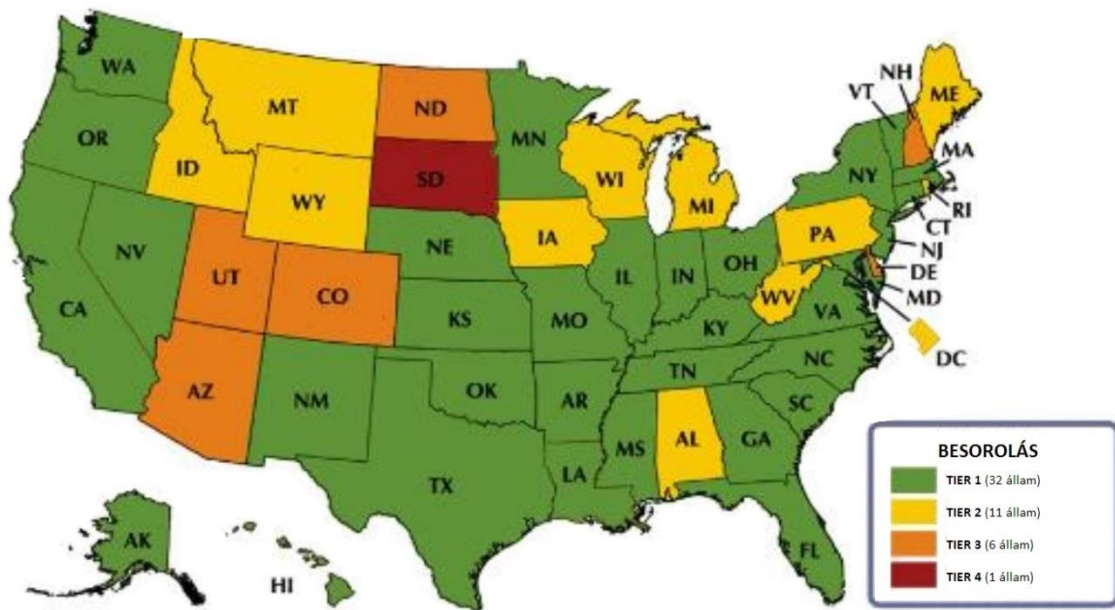 WA
OR
CA
NV
ID
MT
WY
UT
AZ
CO
NM
ND
SD
NE
KS
OK
TX
MN
IA
MO
AR
LA
WI
IL
MI
IN
OH
KY
TN
MS
AL
GA
FL
SC
NC
VA
WV
PA
NY
VT
NH
ME
MA
RI
CT
NJ
DE
MD
DC
AK
HI
BESOROLÁS
TIER 1 (32 állam)
TIER 2 (11 állam)
TIER 3 (6 állam)
TIER 4 (1 állam)